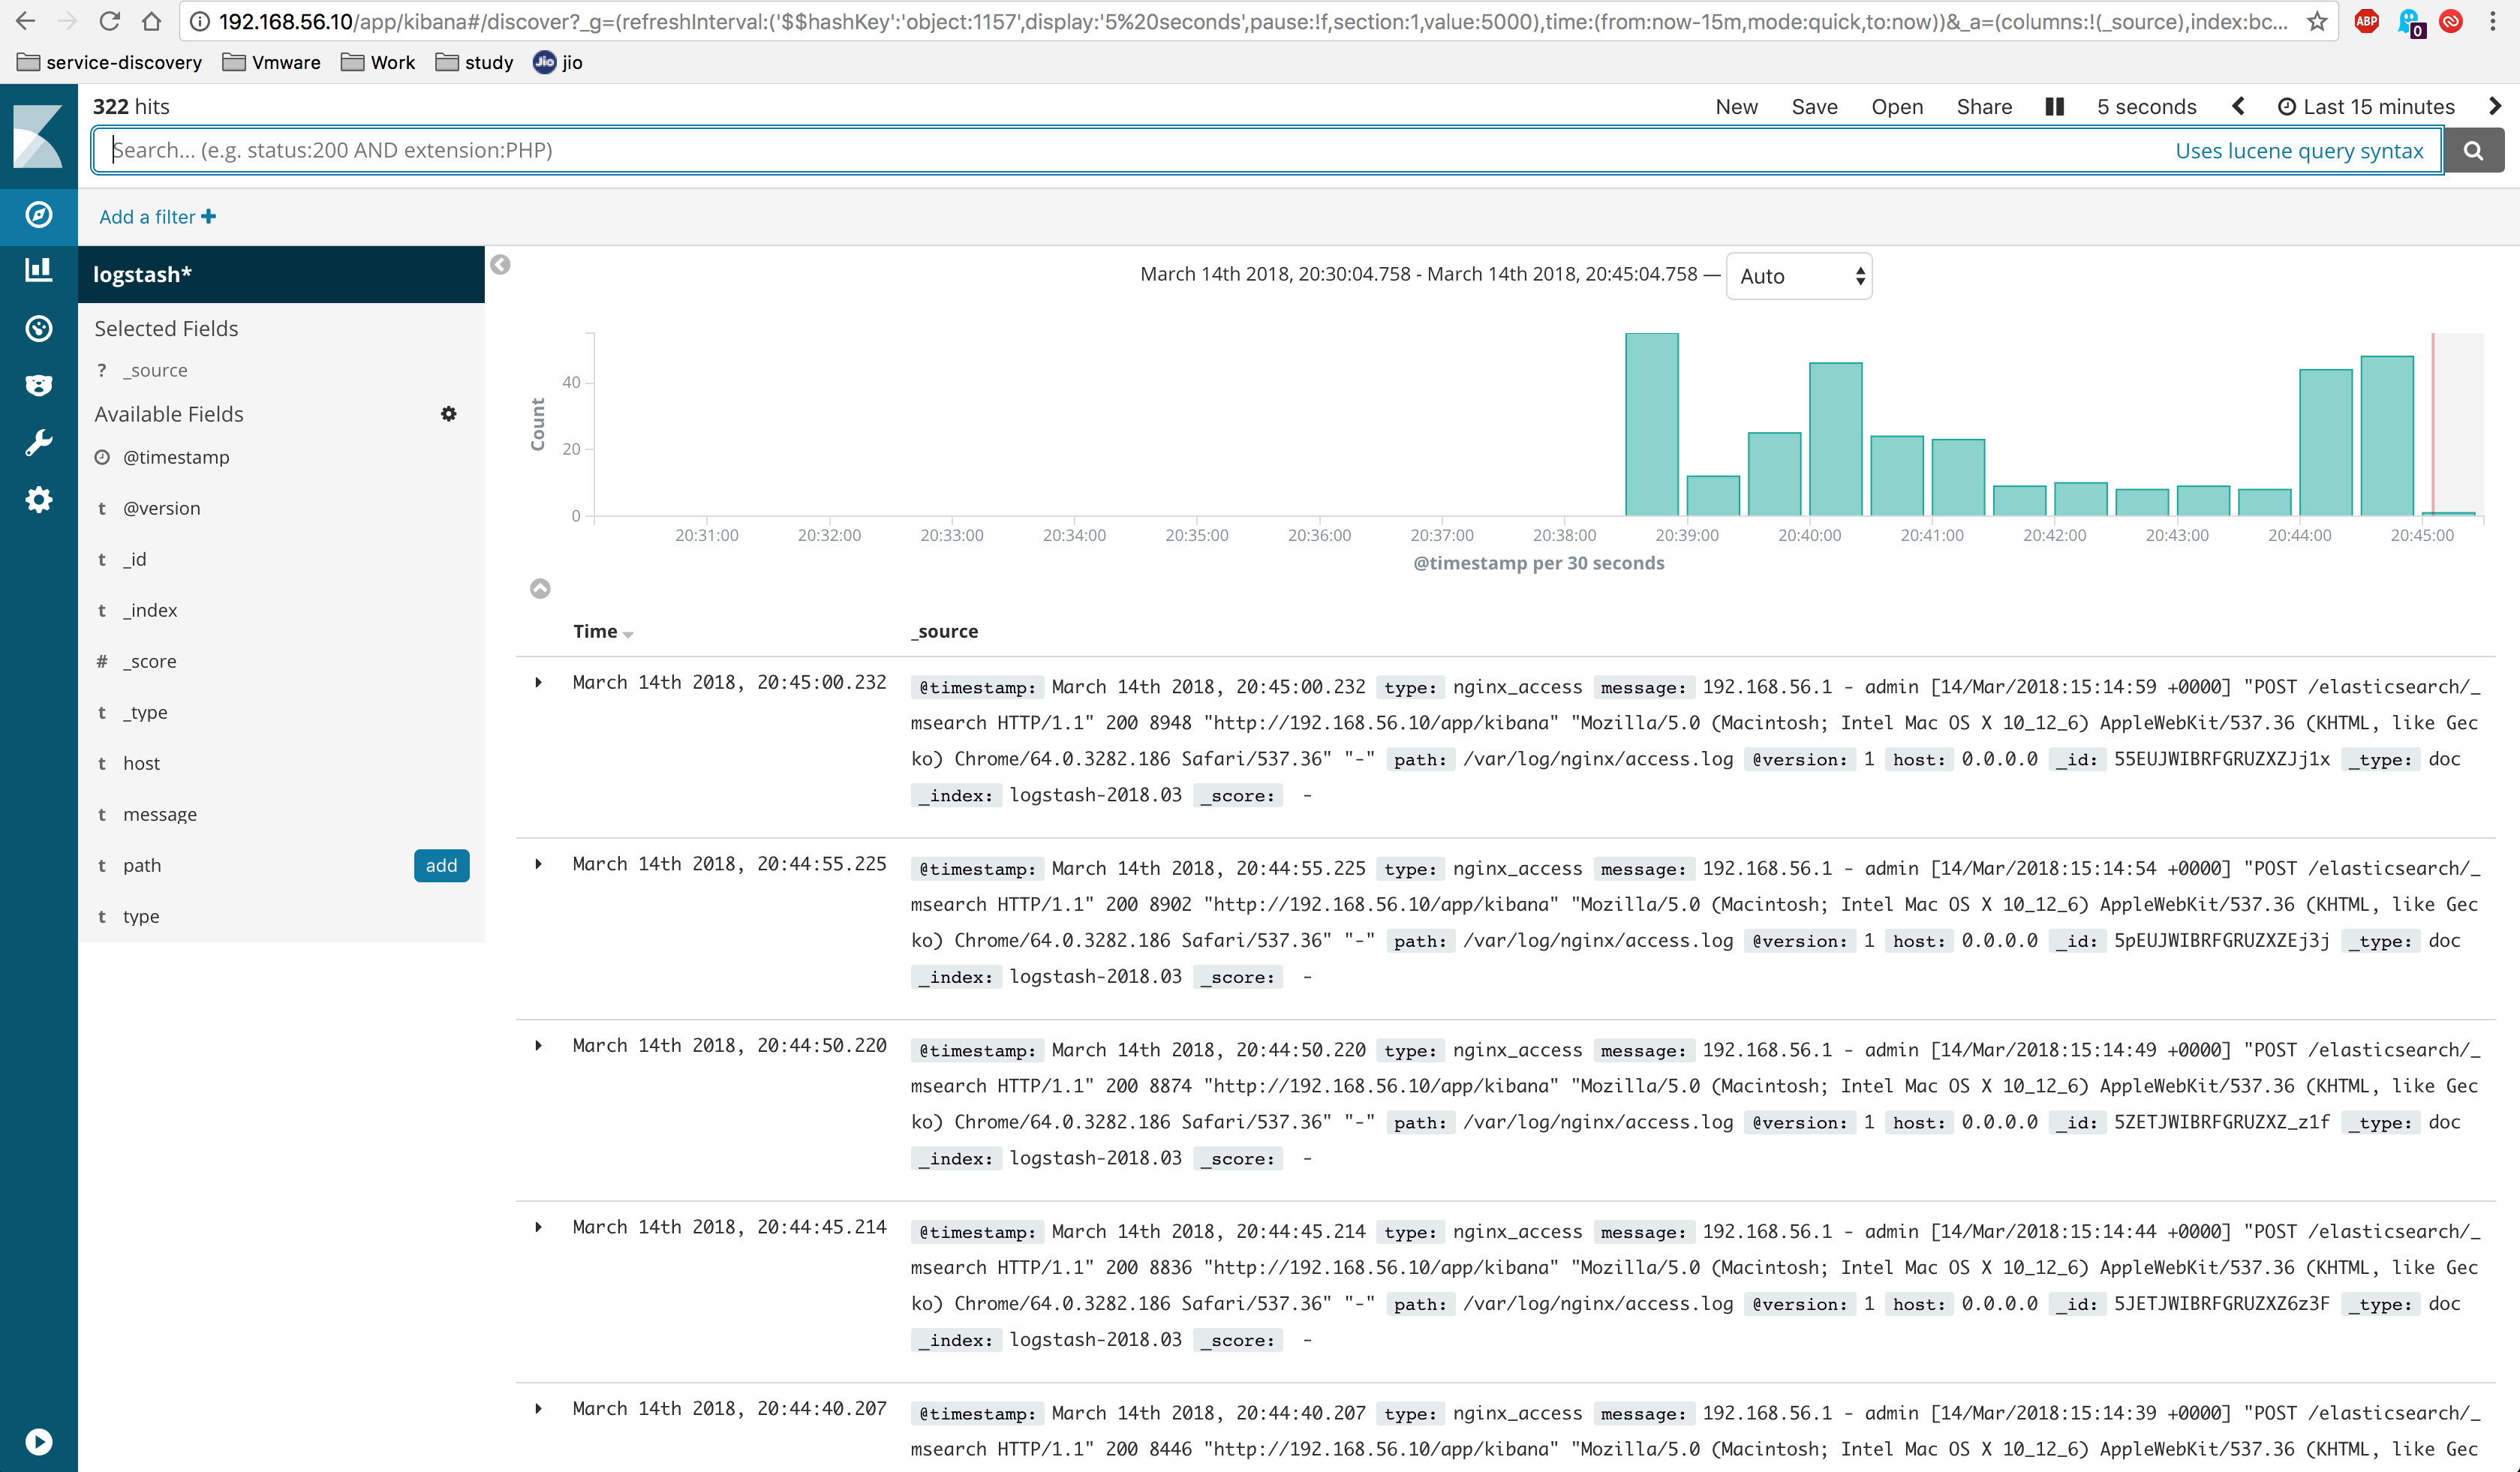 192.168.56.10/app/kibana#/discover?_g=(refreshInterval:('$$hashKey':'object:1157',display:'5%20seconds',pause:!f,section:1,value:5000),time:(from:now-15m,mode:quick,to:now))&_a=(columns:!(_source),index:bc...
ABP
0
service-discovery Vmware Work study Jio jio
322 hits
New Save Open Share 5 seconds Last 15 minutes
Search... (e.g. status:200 AND extension:PHP) Uses lucene query syntax
Add a filter
logstash*
Selected Fields
? _source
Available Fields
@timestamp
t @version
t _id
t _index
# _score
t _type
t host
t message
t path add
t type
March 14th 2018, 20:30:04.758 - March 14th 2018, 20:45:04.758 — Auto
Count
40
20
0
20:31:00 20:32:00 20:33:00 20:34:00 20:35:00 20:36:00 20:37:00 20:38:00 20:39:00 20:40:00 20:41:00 20:42:00 20:43:00 20:44:00 20:45:00
@timestamp per 30 seconds
Time _source
March 14th 2018, 20:45:00.232 @timestamp: March 14th 2018, 20:45:00.232 type: nginx_access message: 192.168.56.1 - admin [14/Mar/2018:15:14:59 +0000] "POST /elasticsearch/_
msearch HTTP/1.1" 200 8948 "http://192.168.56.10/app/kibana" "Mozilla/5.0 (Macintosh; Intel Mac OS X 10_12_6) AppleWebKit/537.36 (KHTML, like Gec
ko) Chrome/64.0.3282.186 Safari/537.36" "-" path: /var/log/nginx/access.log @version: 1 host: 0.0.0.0 _id: 55EUJWIBRFGRUZXZJj1x _type: doc
_index: logstash-2018.03 _score: -
March 14th 2018, 20:44:55.225 @timestamp: March 14th 2018, 20:44:55.225 type: nginx_access message: 192.168.56.1 - admin [14/Mar/2018:15:14:54 +0000] "POST /elasticsearch/_
msearch HTTP/1.1" 200 8902 "http://192.168.56.10/app/kibana" "Mozilla/5.0 (Macintosh; Intel Mac OS X 10_12_6) AppleWebKit/537.36 (KHTML, like Gec
ko) Chrome/64.0.3282.186 Safari/537.36" "-" path: /var/log/nginx/access.log @version: 1 host: 0.0.0.0 _id: 5pEUJWIBRFGRUZXZEj3j _type: doc
_index: logstash-2018.03 _score: -
March 14th 2018, 20:44:50.220 @timestamp: March 14th 2018, 20:44:50.220 type: nginx_access message: 192.168.56.1 - admin [14/Mar/2018:15:14:49 +0000] "POST /elasticsearch/_
msearch HTTP/1.1" 200 8874 "http://192.168.56.10/app/kibana" "Mozilla/5.0 (Macintosh; Intel Mac OS X 10_12_6) AppleWebKit/537.36 (KHTML, like Gec
ko) Chrome/64.0.3282.186 Safari/537.36" "-" path: /var/log/nginx/access.log @version: 1 host: 0.0.0.0 _id: 5ZETJWIBRFGRUZXZ_z1f _type: doc
_index: logstash-2018.03 _score: -
March 14th 2018, 20:44:45.214 @timestamp: March 14th 2018, 20:44:45.214 type: nginx_access message: 192.168.56.1 - admin [14/Mar/2018:15:14:44 +0000] "POST /elasticsearch/_
msearch HTTP/1.1" 200 8836 "http://192.168.56.10/app/kibana" "Mozilla/5.0 (Macintosh; Intel Mac OS X 10_12_6) AppleWebKit/537.36 (KHTML, like Gec
ko) Chrome/64.0.3282.186 Safari/537.36" "-" path: /var/log/nginx/access.log @version: 1 host: 0.0.0.0 _id: 5JETJWIBRFGRUZXZ6z3F _type: doc
_index: logstash-2018.03 _score: -
March 14th 2018, 20:44:40.207 @timestamp: March 14th 2018, 20:44:40.207 type: nginx_access message: 192.168.56.1 - admin [14/Mar/2018:15:14:39 +0000] "POST /elasticsearch/_
msearch HTTP/1.1" 200 8446 "http://192.168.56.10/app/kibana" "Mozilla/5.0 (Macintosh; Intel Mac OS X 10_12_6) AppleWebKit/537.36 (KHTML, like Gec